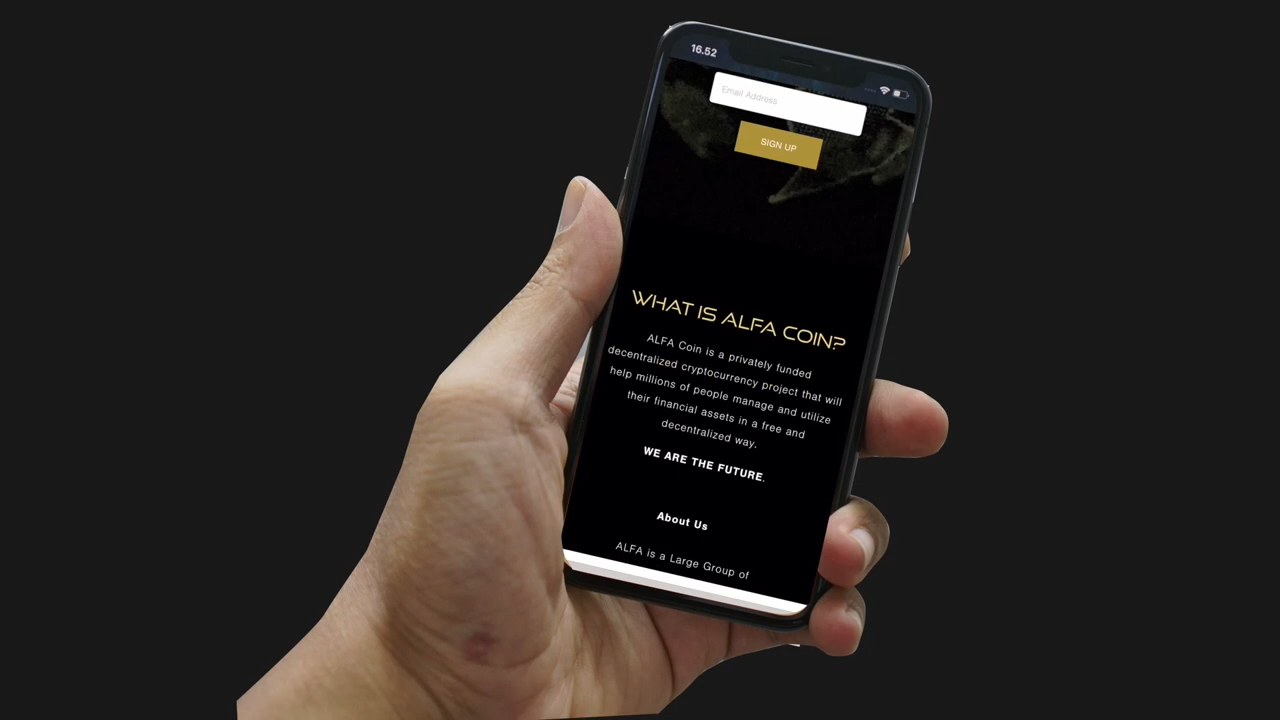 16.52
Email Address
SIGN UP
WHAT IS ALFA COIN?
ALFA Coin is a privately funded
decentralized cryptocurrency project that will
help millions of people manage and utilize
their financial assets in a free and
decentralized way.
WE ARE THE FUTURE.
About Us
ALFA is a Large Group of